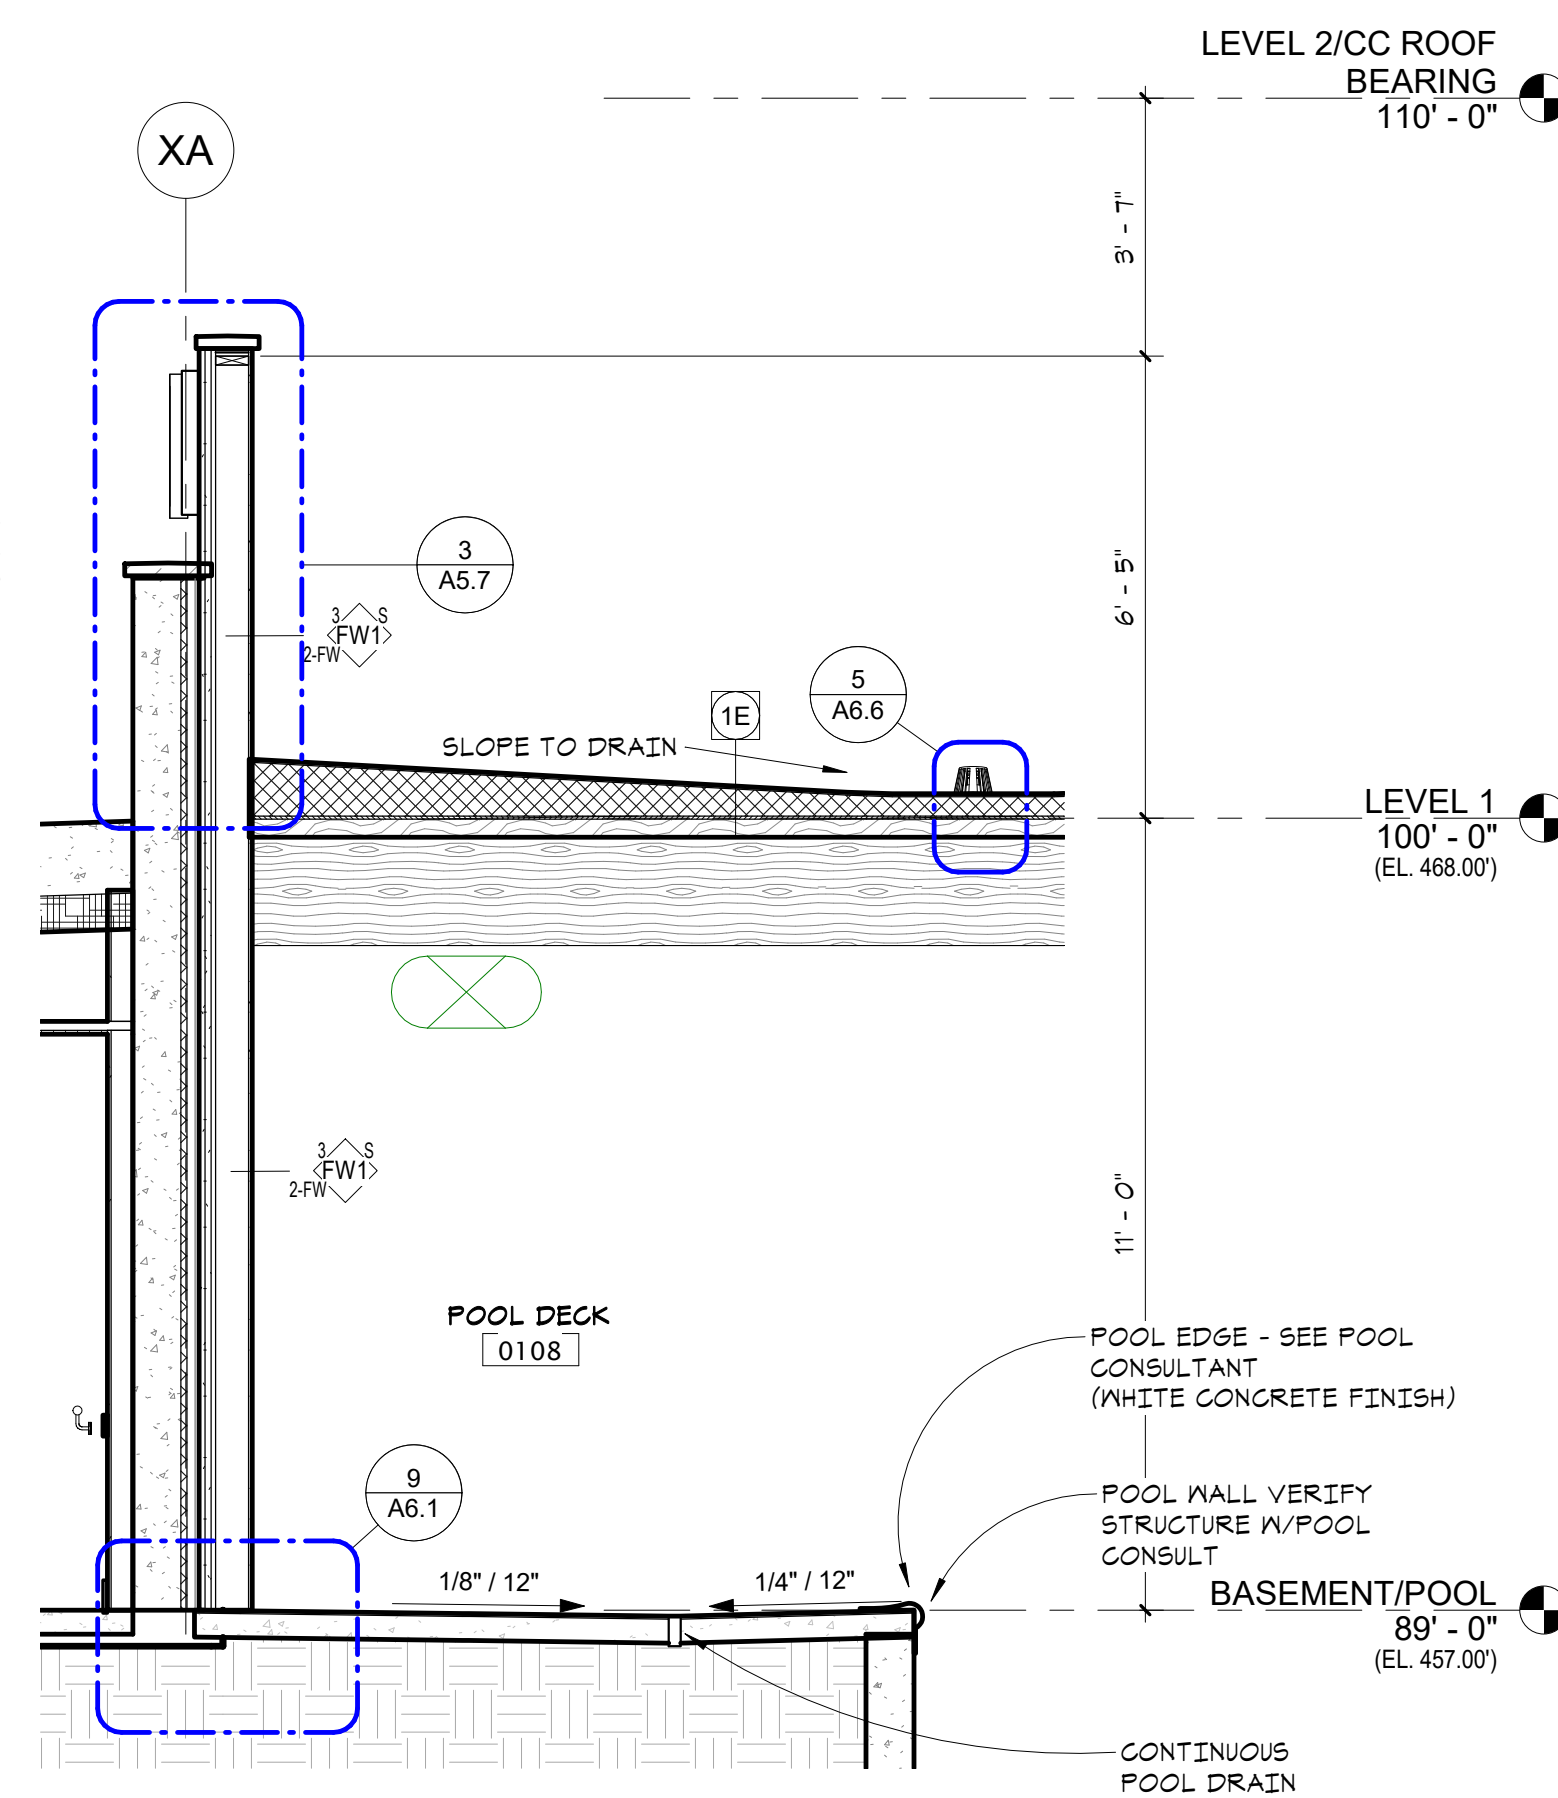 LEVEL 2/CC ROOF
BEARING
110' - 0"
XA
3' - 7"
3
A5.7
6' - 5"
3 S
FW1
2-FW
5
A6.6
1E
SLOPE TO DRAIN
LEVEL 1
100' - 0"
(EL. 468.00')
3 S
FW1
2-FW
11' - 0"
POOL DECK
0108
POOL EDGE - SEE POOL
CONSULTANT
(WHITE CONCRETE FINISH)
9
A6.1
POOL WALL VERIFY
STRUCTURE W/POOL
CONSULT
1/8" / 12"
1/4" / 12"
BASEMENT/POOL
89' - 0"
(EL. 457.00')
CONTINUOUS
POOL DRAIN